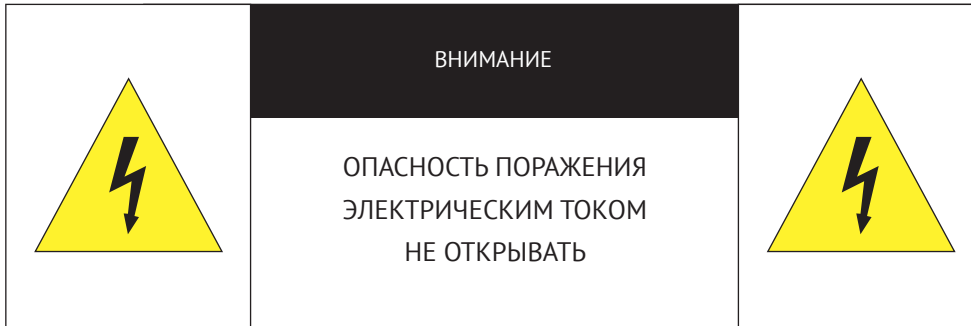 ВНИМАНИЕ
ОПАСНОСТЬ ПОРАЖЕНИЯ
ЭЛЕКТРИЧЕСКИМ ТОКОМ
НЕ ОТКРЫВАТЬ